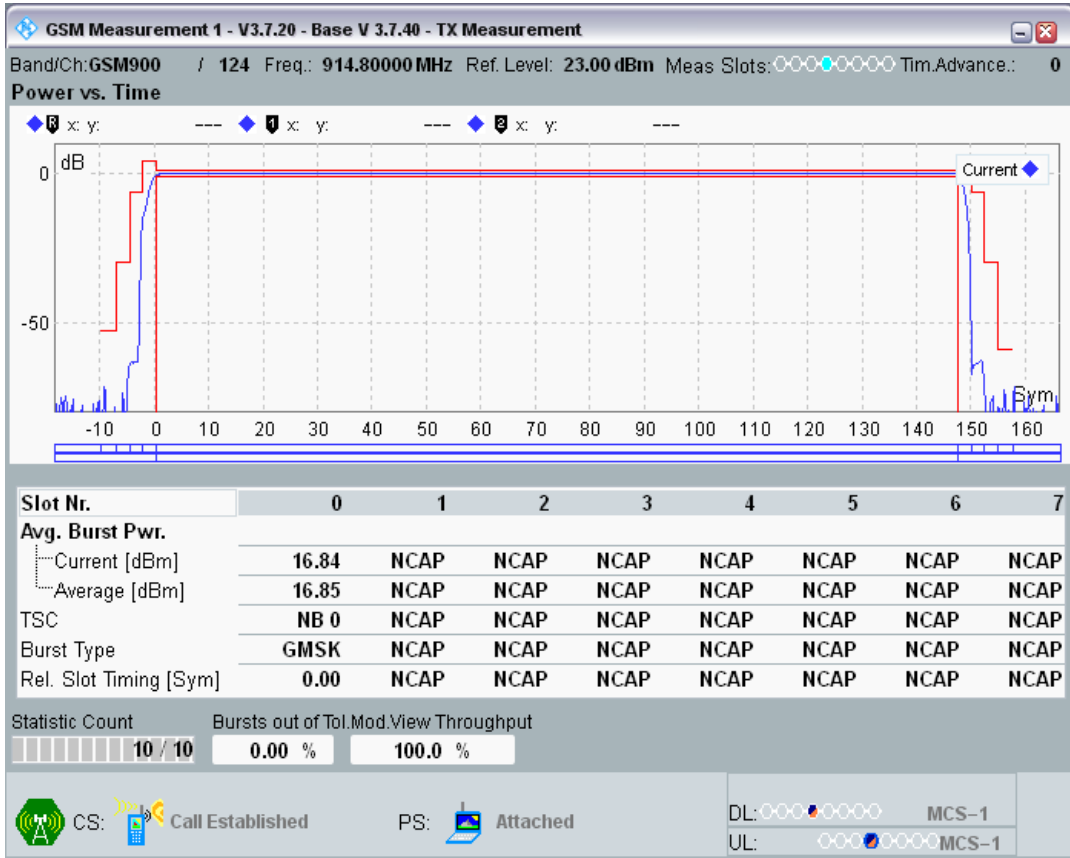 GSM Measurement 1 - V3.7.20 - Base V 3.7.40 - TX Measurement
Band/Ch:GSM900 / 124 Freq.: 914.80000 MHz Ref. Level: 23.00 dBm Meas Slots: Tim.Advance.: 0
Power vs. Time
R x: y: --- 1 x: y: --- 2 x: y: ---
dB
Current
0
-50
Sym
-10 0 10 20 30 40 50 60 70 80 90 100 110 120 130 140 150 160
Slot Nr. 0 1 2 3 4 5 6 7
Avg. Burst Pwr.
Current [dBm] 16.84 NCAP NCAP NCAP NCAP NCAP NCAP NCAP
Average [dBm] 16.85 NCAP NCAP NCAP NCAP NCAP NCAP NCAP
TSC NB 0 NCAP NCAP NCAP NCAP NCAP NCAP NCAP
Burst Type GMSK NCAP NCAP NCAP NCAP NCAP NCAP NCAP
Rel. Slot Timing [Sym] 0.00 NCAP NCAP NCAP NCAP NCAP NCAP NCAP
Statistic Count Bursts out of Tol.Mod.View Throughput
10 / 10 0.00 % 100.0 %
CS: Call Established PS: Attached
DL: MCS-1
UL: MCS-1